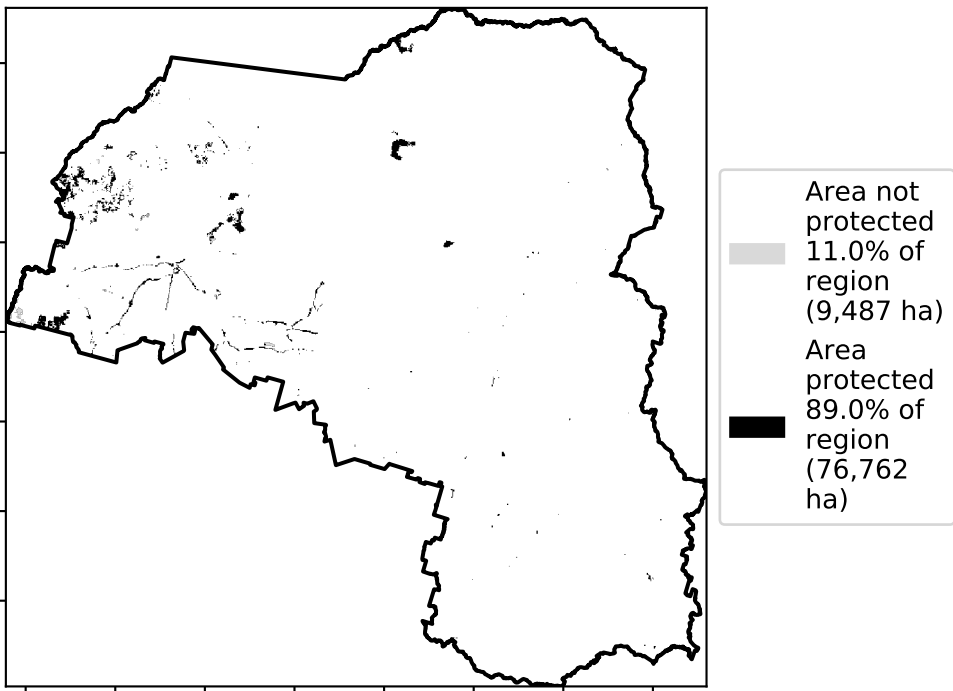 Area not
protected
11.0% of
region
(9,487 ha)
Area
protected
89.0% of
region
(76,762
ha)